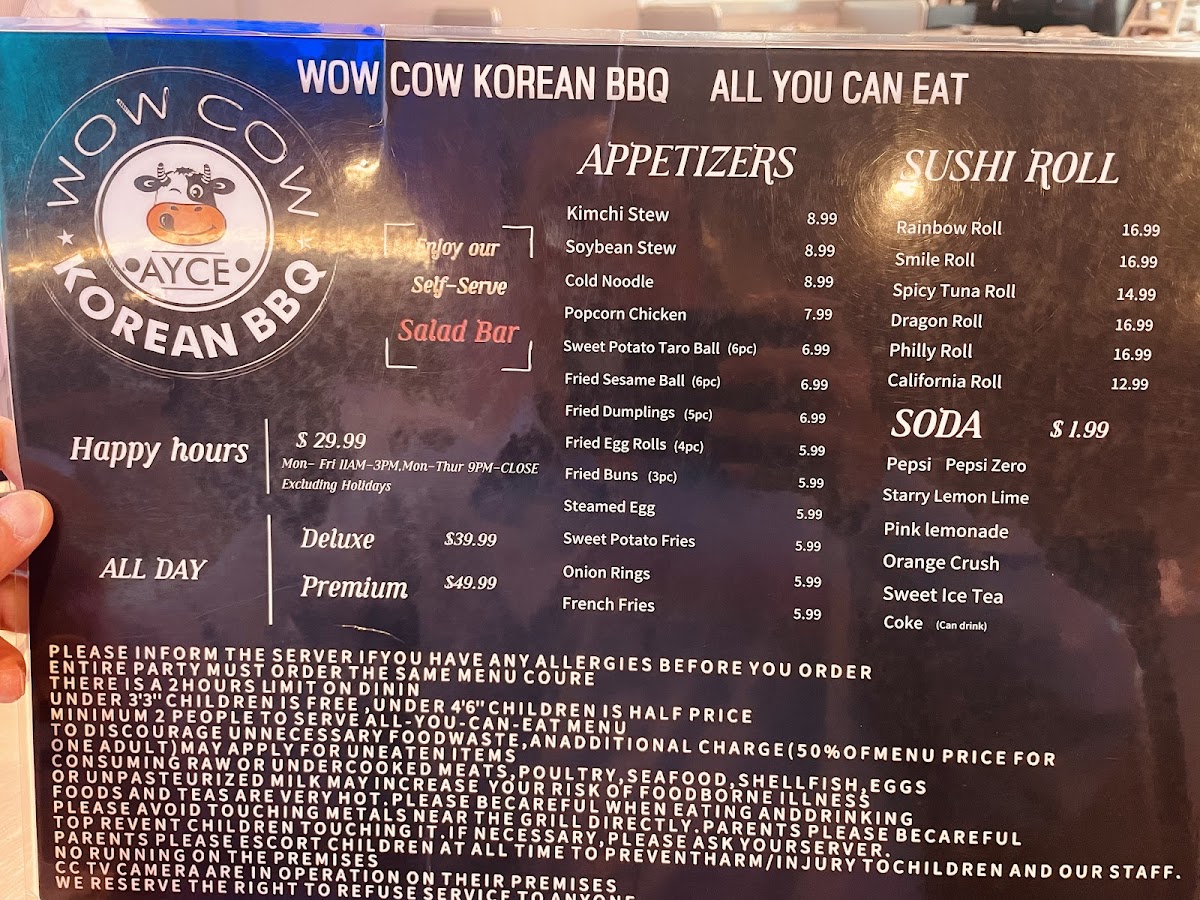 WOW COW KOREAN BBQ ALL YOU CAN EAT
WOW COW
AYCE
KOREAN BBQ
Enjoy our
Self-Serve
Salad Bar
Happy hours
$ 29.99
Mon- Fri 11AM-3PM,Mon-Thur 9PM-CLOSE
Excluding Holidays
ALL DAY
Deluxe $39.99
Premium $49.99
APPETIZERS
Kimchi Stew 8.99
Soybean Stew 8.99
Cold Noodle 8.99
Popcorn Chicken 7.99
Sweet Potato Taro Ball (6pc) 6.99
Fried Sesame Ball (6pc) 6.99
Fried Dumplings (5pc) 6.99
Fried Egg Rolls (4pc) 5.99
Fried Buns (3pc) 5.99
Steamed Egg 5.99
Sweet Potato Fries 5.99
Onion Rings 5.99
French Fries 5.99
SUSHI ROLL
Rainbow Roll 16.99
Smile Roll 16.99
Spicy Tuna Roll 14.99
Dragon Roll 16.99
Philly Roll 16.99
California Roll 12.99
SODA $ 1.99
Pepsi Pepsi Zero
Starry Lemon Lime
Pink lemonade
Orange Crush
Sweet Ice Tea
Coke (Can drink)
PLEASE INFORM THE SERVER IFYOU HAVE ANY ALLERGIES BEFORE YOU ORDER
ENTIRE PARTY MUST ORDER THE SAME MENU COURE
THERE IS A 2HOURS LIMIT ON DININ
UNDER 3'3" CHILDREN IS FREE ,UNDER 4'6" CHILDREN IS HALF PRICE
MINIMUM 2 PEOPLE TO SERVE ALL-YOU-CAN-EAT MENU
TO DISCOURAGE UNNECESSARY FOODWASTE,ANADDITIONAL CHARGE(50%OFMENU PRICE FOR
ONE ADULT)MAY APPLY FOR UNEATEN ITEMS
CONSUMING RAW OR UNDERCOOKED MEATS,POULTRY,SEAFOOD,SHELLFISH,EGGS
OR UNPASTEURIZED MILK MAY INCREASE YOUR RISK OF FOODBORNE ILLNESS
FOODS AND TEAS ARE VERY HOT.PLEASE BECAREFUL WHEN EATING ANDDRINKING
PLEASE AVOID TOUCHING METALS NEAR THE GRILL DIRECTLY.PARENTS PLEASE BECAREFUL
TOP REVENT CHILDREN TOUCHING IT.IF NECESSARY,PLEASE ASK YOURSERVER.
PARENTS PLEASE ESCORT CHILDREN AT ALL TIME TO PREVENTHARM/INJURY TOCHILDREN AND OUR STAFF.
NO RUNNING ON THE PREMISES
CC TV CAMERA ARE IN OPERATION ON THEIR PREMISES
WE RESERVE THE RIGHT TO REFUSE SERVICE TO ANYONE